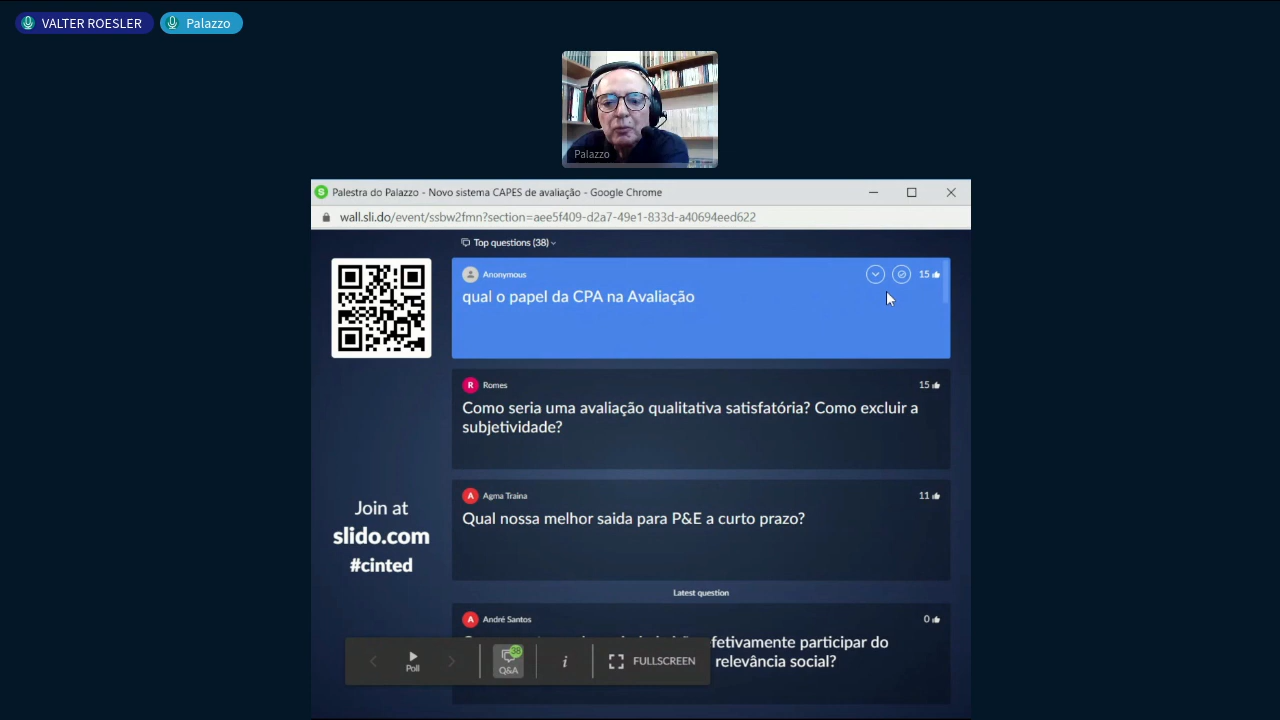 VALTER ROESLER
Palazzo
Palazzo
Palestra do Palazzo - Novo sistema CAPES de avaliação - Google Chrome
wall.sli.do/event/ssbw2fmn?section=aee5f409-d2a7-49e1-833d-a40694eed622
Top questions (38)
Anonymous
15
qual o papel da CPA na Avaliação
R Romes
15
Como seria uma avaliação qualitativa satisfatória? Como excluir a
subjetividade?
A Agma Traina
11
Qual nossa melhor saida para P&E a curto prazo?
Join at
slido.com
#cinted
Latest question
A André Santos
0
efetivamente participar do
relevância social?
Poll
38
Q&A
i
FULLSCREEN